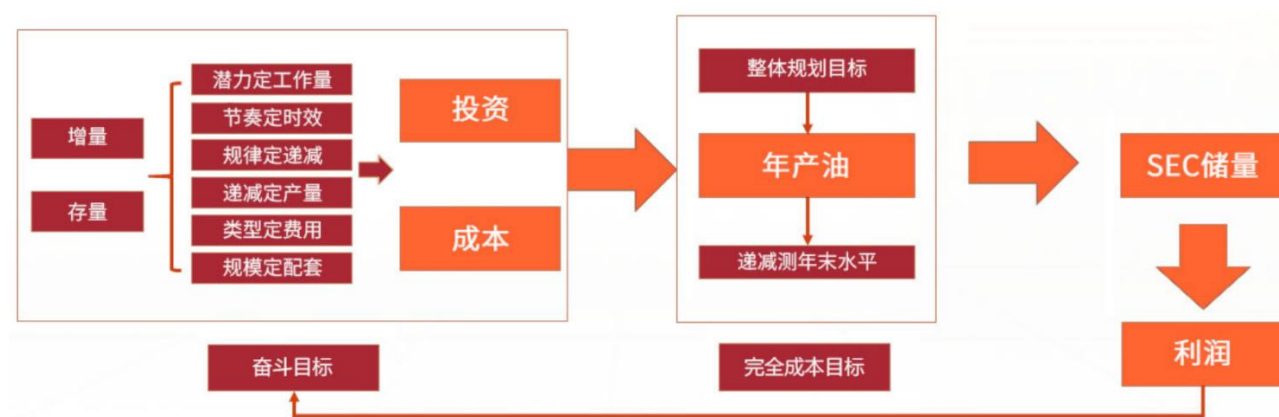 增量
存量
潜力定工作量
节奏定时效
规律定递减
递减定产量
类型定费用
规模定配套
投资
成本
整体规划目标
年产油
递减测年末水平
SEC储量
利润
奋斗目标
完全成本目标